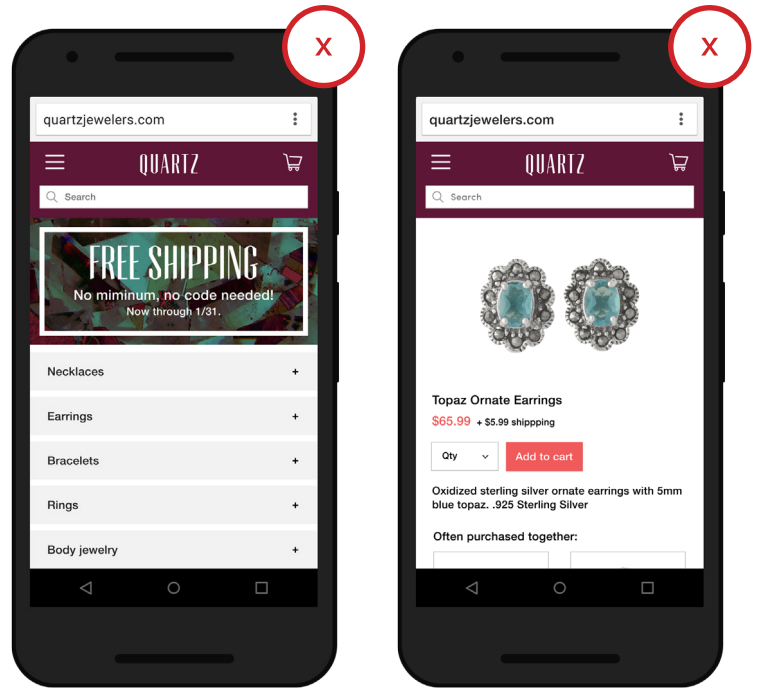 X
quartzjewelers.com
QUARTZ
Search
FREE SHIPPING
No miminum, no code needed!
Now through 1/31.
Necklaces +
Earrings +
Bracelets +
Rings +
Body jewelry +
X
quartzjewelers.com
QUARTZ
Search
Topaz Ornate Earrings
$65.99 + $5.99 shippping
Qty Add to cart
Oxidized sterling silver ornate earrings with 5mm
blue topaz. .925 Sterling Silver
Often purchased together: